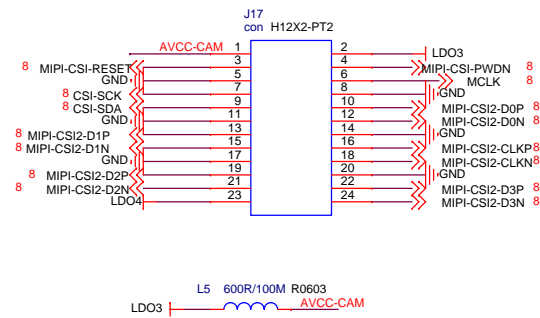 J17
con H12X2-PT2
AVCC-CAM 1 2 LDO3
8 MIPI-CSI-RESET 3 4 MIPI-CSI-PWDN 8
GND 5 6 MCLK 8
8 CSI-SCK 7 8 GND
8 CSI-SDA 9 10 MIPI-CSI2-D0P 8
GND 11 12 MIPI-CSI2-D0N 8
8 MIPI-CSI2-D1P 13 14 GND
8 MIPI-CSI2-D1N 15 16 MIPI-CSI2-CLKP 8
GND 17 18 MIPI-CSI2-CLKN 8
8 MIPI-CSI2-D2P 19 20 GND
8 MIPI-CSI2-D2N 21 22 MIPI-CSI2-D3P 8
LDO4 23 24 MIPI-CSI2-D3N 8
L5 600R/100M R0603
LDO3 AVCC-CAM